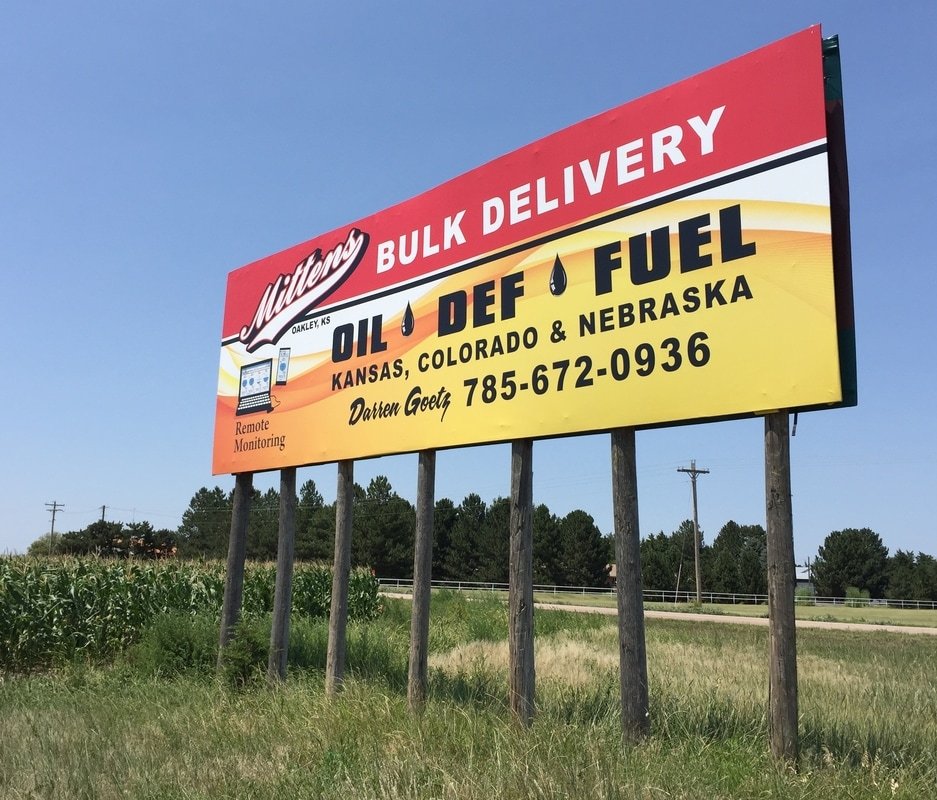 BULK DELIVERY
Mittens
OAKLEY, KS
OIL DEF FUEL
KANSAS, COLORADO & NEBRASKA
Darren Goetz 785-672-0936
Remote
Monitoring